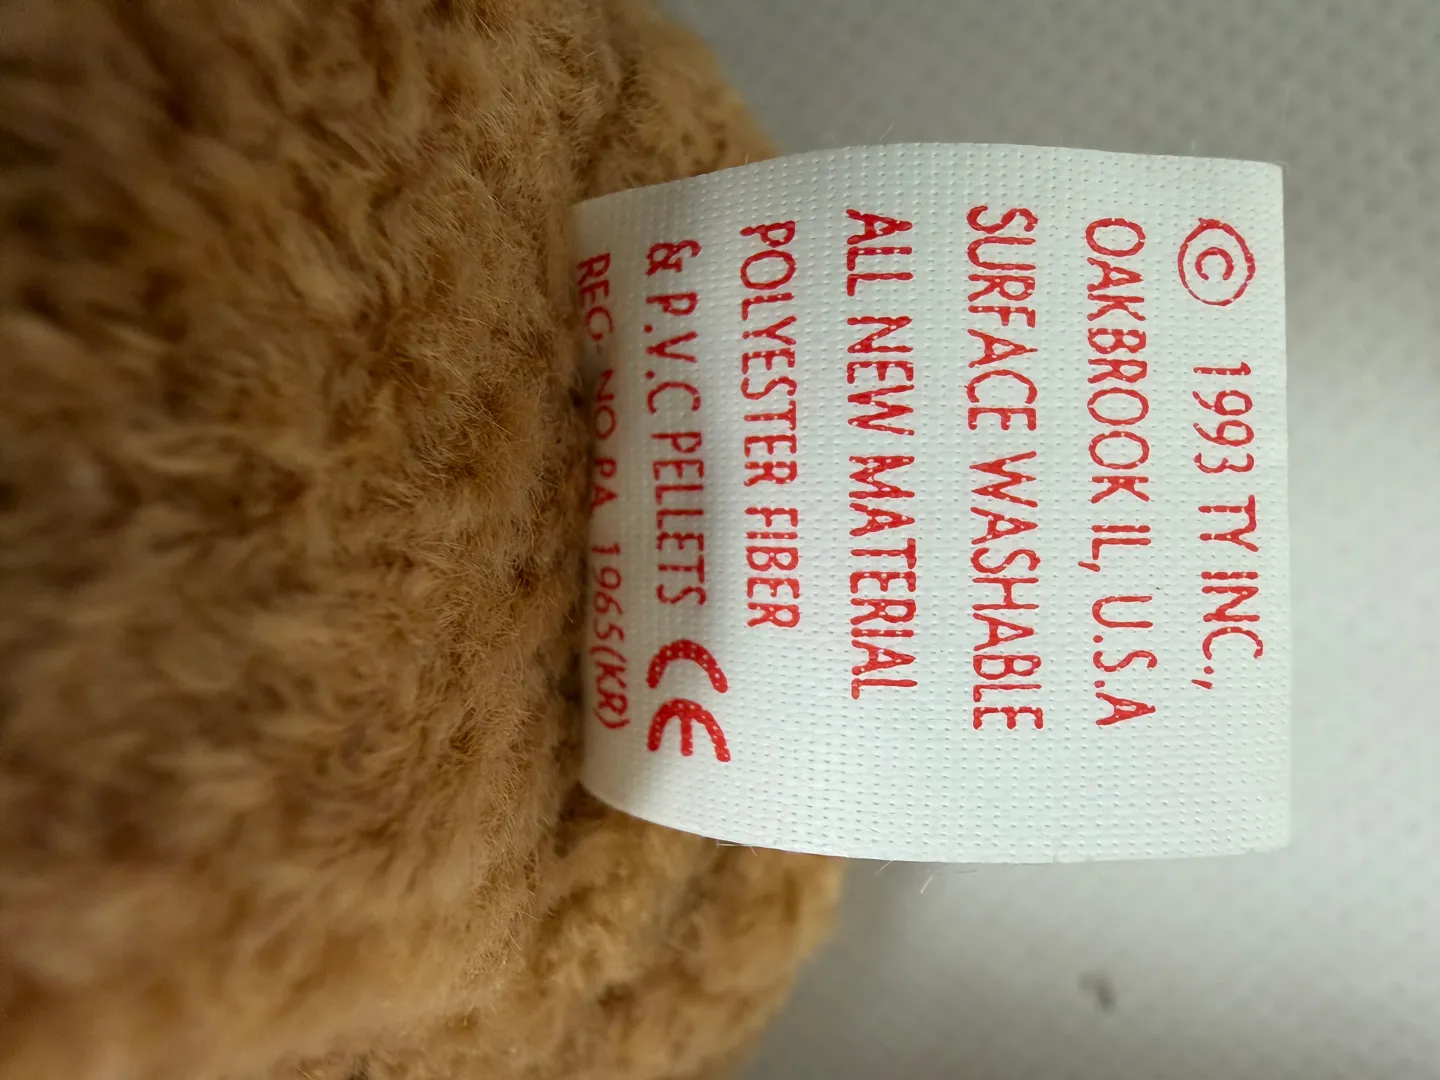 © 1993 TY INC.,
OAKBROOK IL, U.S.A
SURFACE WASHABLE
ALL NEW MATERIAL
POLYESTER FIBER
& P.V.C PELLETS CE
REG. NO PA 1965(KR)